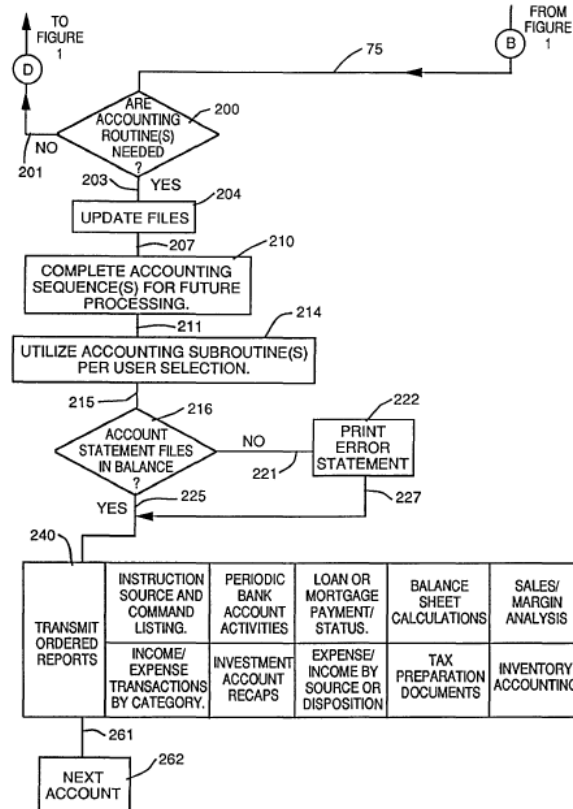 TO
FIGURE
1
D
FROM
FIGURE
1
B
75
ARE
ACCOUNTING
ROUTINE(S)
NEEDED
?
200
NO
201
203
YES
204
UPDATE FILES
207
210
COMPLETE ACCOUNTING
SEQUENCE(S) FOR FUTURE
PROCESSING.
211
214
UTILIZE ACCOUNTING SUBROUTINE(S)
PER USER SELECTION.
215
216
ACCOUNT
STATEMENT FILES
IN BALANCE
?
NO
221
222
PRINT
ERROR
STATEMENT
227
YES
225
240
TRANSMIT
ORDERED
REPORTS
INSTRUCTION
SOURCE AND
COMMAND
LISTING.
PERIODIC
BANK
ACCOUNT
ACTIVITIES
LOAN OR
MORTGAGE
PAYMENT/
STATUS.
BALANCE
SHEET
CALCULATIONS
SALES/
MARGIN
ANALYSIS
INCOME/
EXPENSE
TRANSACTIONS
BY CATEGORY.
INVESTMENT
ACCOUNT
RECAPS
EXPENSE/
INCOME BY
SOURCE OR
DISPOSITION
TAX
PREPARATION
DOCUMENTS
INVENTORY
ACCOUNTING
261
262
NEXT
ACCOUNT